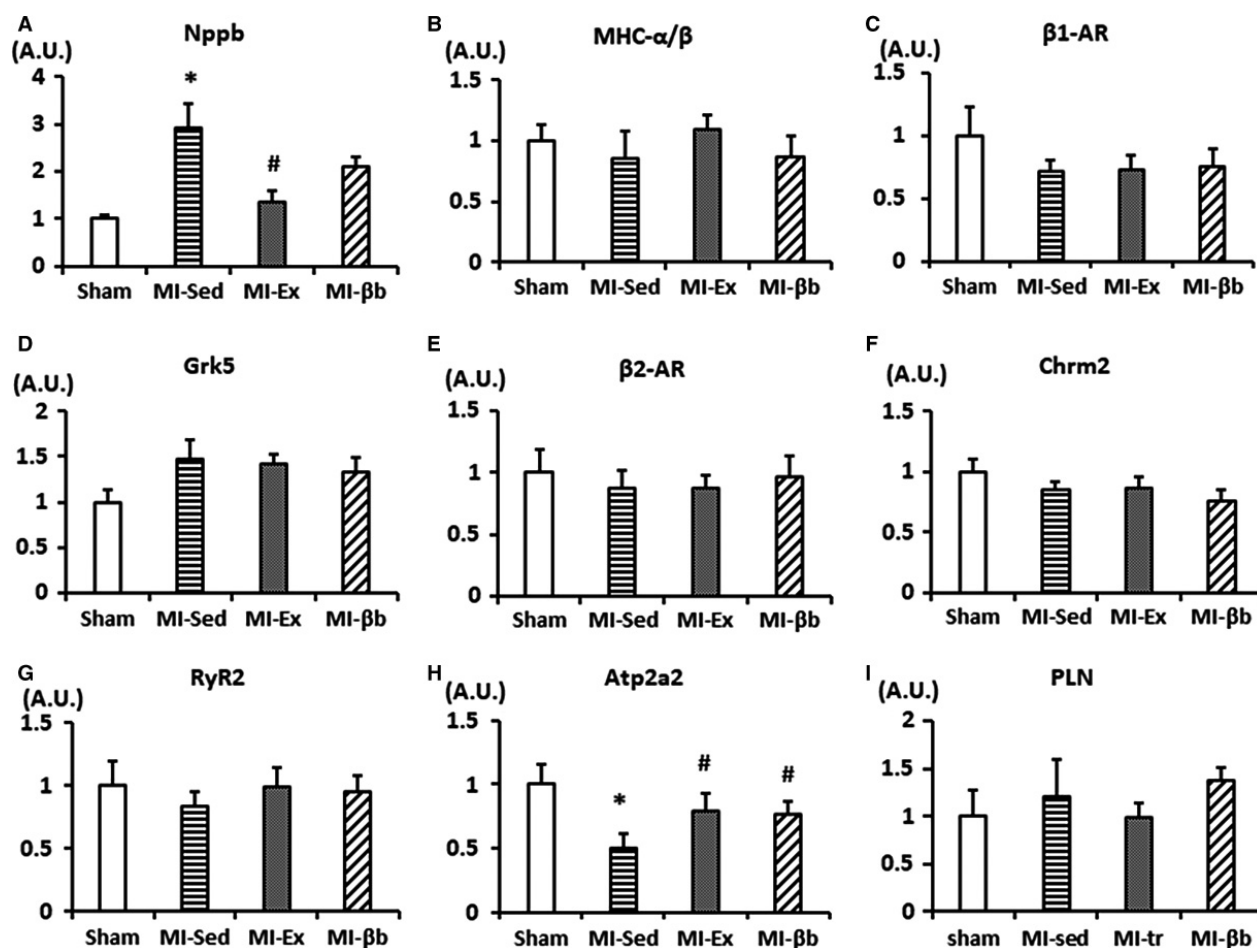 A
Nppb
(A.U.)
4
3
2
1
0
*
#
Sham MI-Sed MI-Ex MI-βb
B
MHC-α/β
(A.U.)
1.5
1
0.5
0
Sham MI-Sed MI-Ex MI-βb
C
β1-AR
(A.U.)
1.5
1
0.5
0
Sham MI-Sed MI-Ex MI-βb
D
Grk5
(A.U.)
2
1.5
1
0.5
0
Sham MI-Sed MI-Ex MI-βb
E
β2-AR
(A.U.)
1.5
1
0.5
0
Sham MI-Sed MI-Ex MI-βb
F
Chrm2
(A.U.)
1.5
1
0.5
0
Sham MI-Sed MI-Ex MI-βb
G
RyR2
(A.U.)
1.5
1
0.5
0
Sham MI-Sed MI-Ex MI-βb
H
Atp2a2
(A.U.)
1.5
1
0.5
0
*
# #
Sham MI-Sed MI-Ex MI-βb
I
PLN
(A.U.)
2
1.5
1
0.5
0
sham MI-sed MI-tr MI-βb